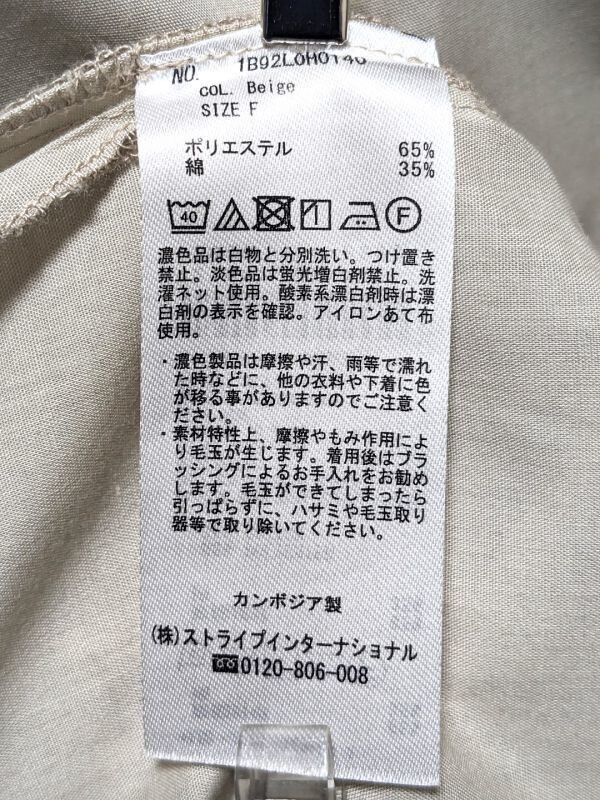 NO. 1B92L0H0140
COL. Beige
SIZE F
ポリエステル 65%
綿 35%
40 F
濃色品は白物と分別洗い。つけ置き
禁止。淡色品は蛍光増白剤禁止。洗
濯ネット使用。酸素系漂白剤時は漂
白剤の表示を確認。アイロンあて布
使用。
・濃色製品は摩擦や汗、雨等で濡れ
た時などに、他の衣料や下着に色
が移る事がありますのでご注意く
ださい。
・素材特性上、摩擦やもみ作用によ
り毛玉が生じます。着用後はブラ
ッシングによるお手入れをお勧め
します。毛玉ができてしまったら
引っぱらずに、ハサミや毛玉取り
器等で取り除いてください。
カンボジア製
(株)ストライプインターナショナル
0120-806-008